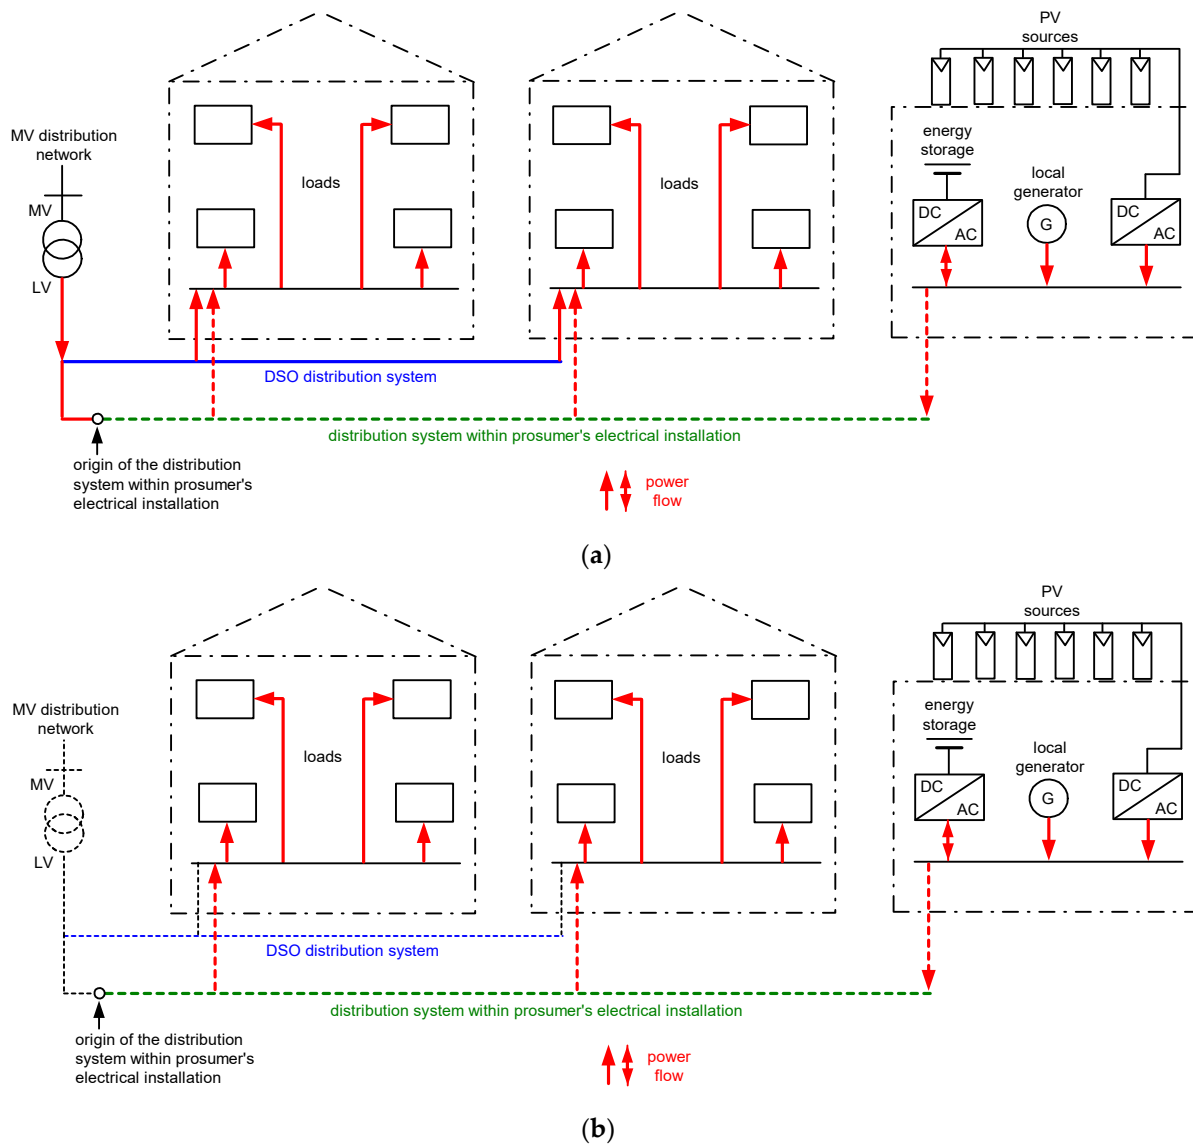 PV
sources
energy
storage
MV distribution
network
local
generator
loads
loads
DC
AC
G
DC
AC
MV
LV
DSO distribution system
distribution system within prosumer's electrical installation
origin of the distribution
system within prosumer's
electrical installation
power
flow
(a)
PV
sources
energy
storage
MV distribution
network
local
generator
loads
loads
DC
AC
G
DC
AC
MV
LV
DSO distribution system
distribution system within prosumer's electrical installation
origin of the distribution
system within prosumer's
electrical installation
power
flow
(b)